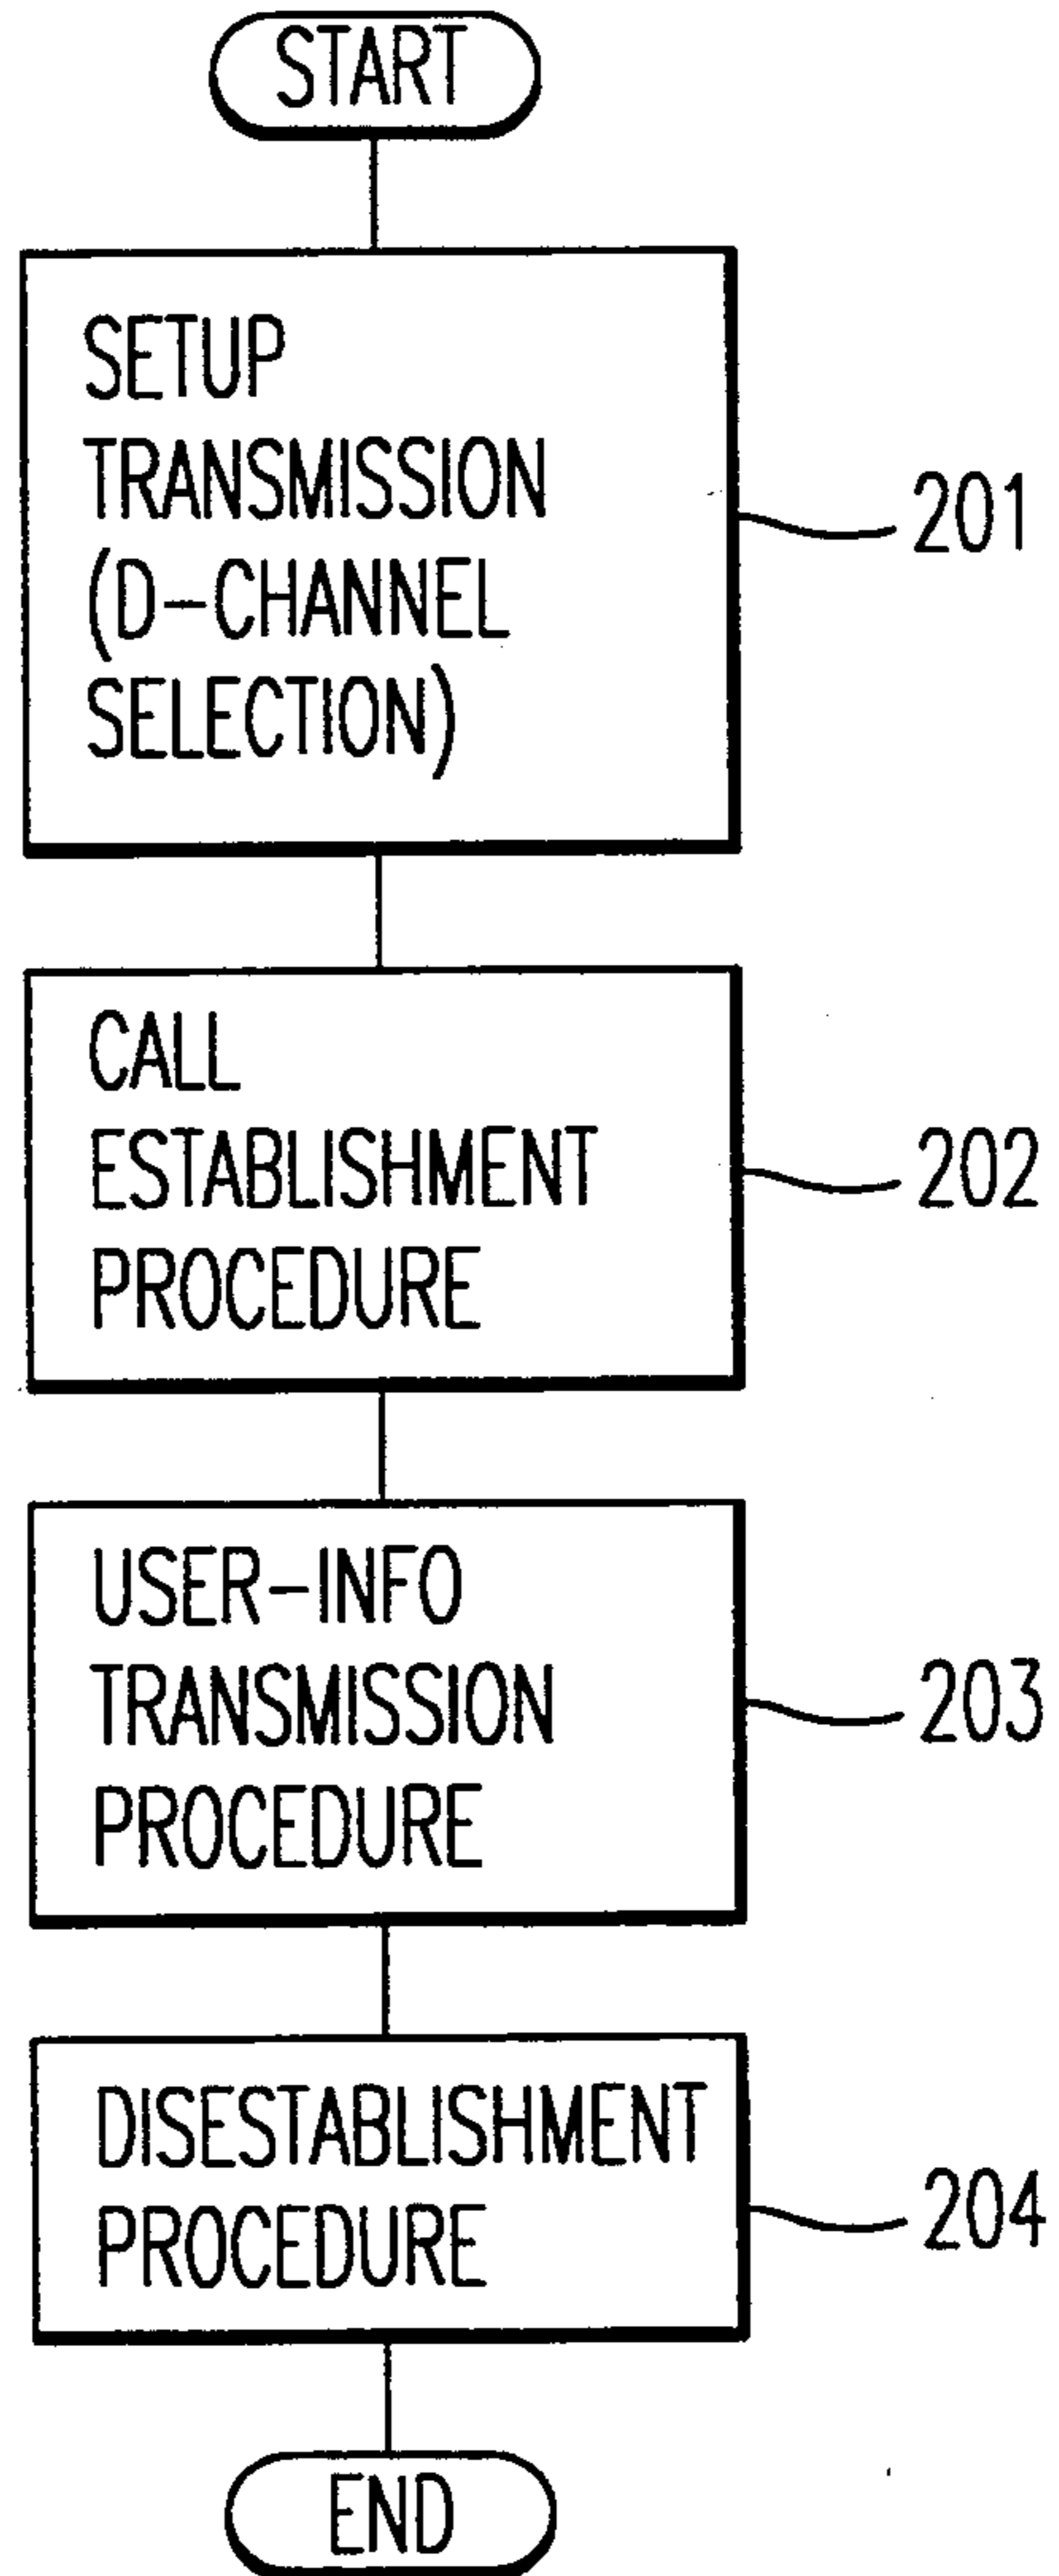 START
SETUP
TRANSMISSION
(D-CHANNEL
SELECTION)
201
CALL
ESTABLISHMENT
PROCEDURE
202
USER-INFO
TRANSMISSION
PROCEDURE
203
DISESTABLISHMENT
PROCEDURE
204
END